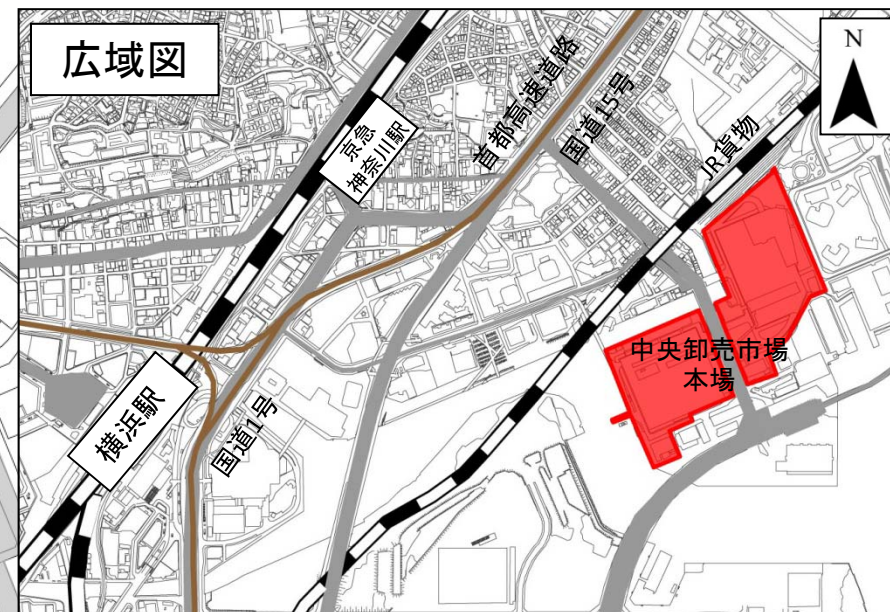 広域図
N
首都高速道路
国道15号
京急
神奈川駅
JR貨物
中央卸売市場
本場
横浜駅
国道1号